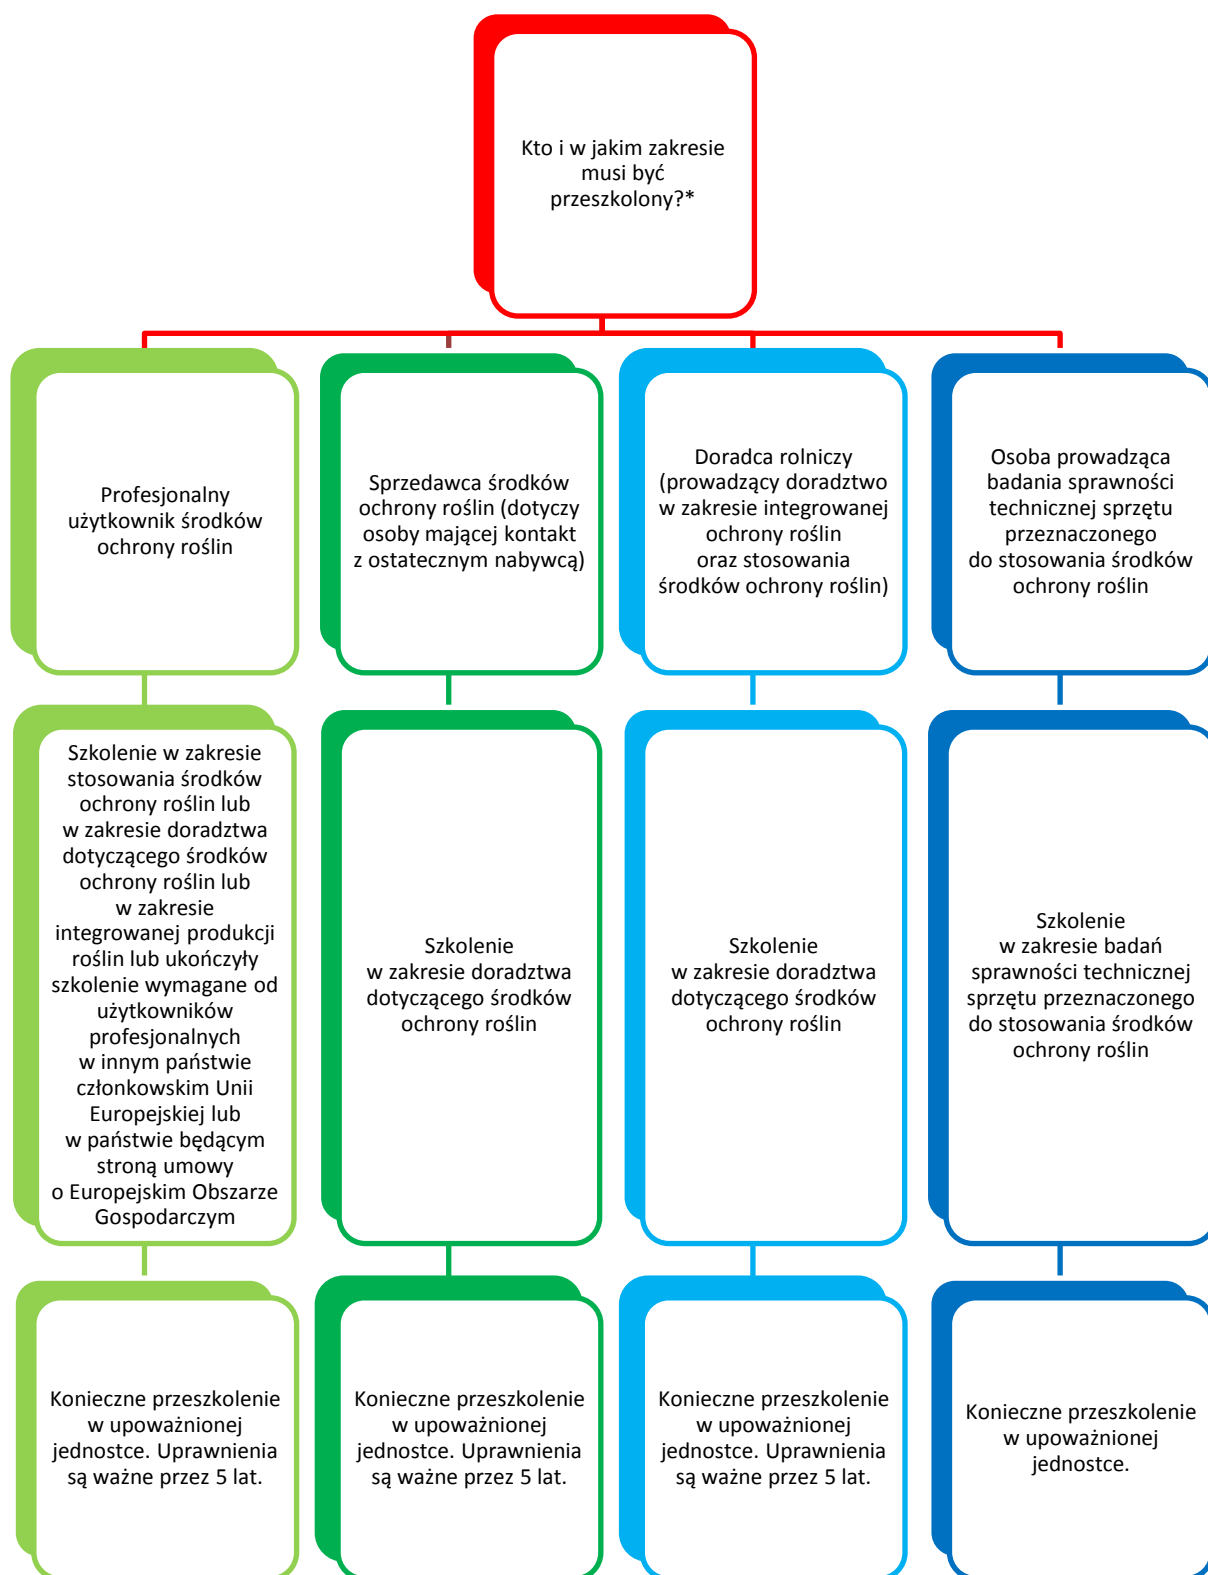 Kto i w jakim zakresie
musi być
przeszkolony?*
Profesjonalny
użytkownik środków
ochrony roślin
Sprzedawca środków
ochrony roślin (dotyczy
osoby mającej kontakt
z ostatecznym nabywcą)
Doradca rolniczy
(prowadzący doradztwo
w zakresie integrowanej
ochrony roślin
oraz stosowania
środków ochrony roślin)
Osoba prowadząca
badania sprawności
technicznej sprzętu
przeznaczonego
do stosowania środków
ochrony roślin
Szkolenie w zakresie
stosowania środków
ochrony roślin lub
w zakresie doradztwa
dotyczącego środków
ochrony roślin lub
w zakresie
integrowanej produkcji
roślin lub ukończyły
szkolenie wymagane od
użytkowników
profesjonalnych
w innym państwie
członkowskim Unii
Europejskiej lub
w państwie będącym
stroną umowy
o Europejskim Obszarze
Gospodarczym
Szkolenie
w zakresie doradztwa
dotyczącego środków
ochrony roślin
Szkolenie
w zakresie doradztwa
dotyczącego środków
ochrony roślin
Szkolenie
w zakresie badań
sprawności technicznej
sprzętu przeznaczonego
do stosowania środków
ochrony roślin
Konieczne przeszkolenie
w upoważnionej
jednostce. Uprawnienia
są ważne przez 5 lat.
Konieczne przeszkolenie
w upoważnionej
jednostce. Uprawnienia
są ważne przez 5 lat.
Konieczne przeszkolenie
w upoważnionej
jednostce. Uprawnienia
są ważne przez 5 lat.
Konieczne przeszkolenie
w upoważnionej
jednostce.